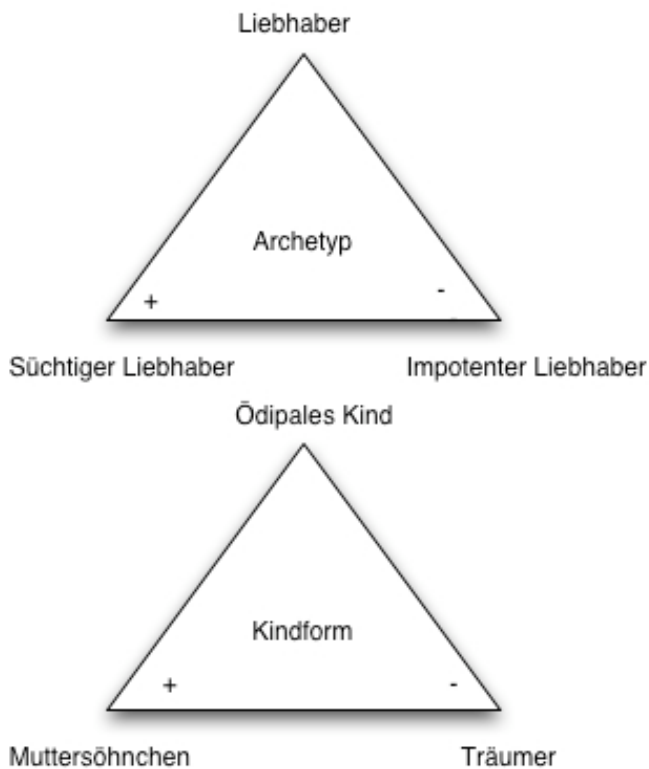 Liebhaber
Archetyp
+ -
Süchtiger Liebhaber Impotenter Liebhaber
Ödipales Kind
Kindform
+ -
Muttersöhnchen Träumer